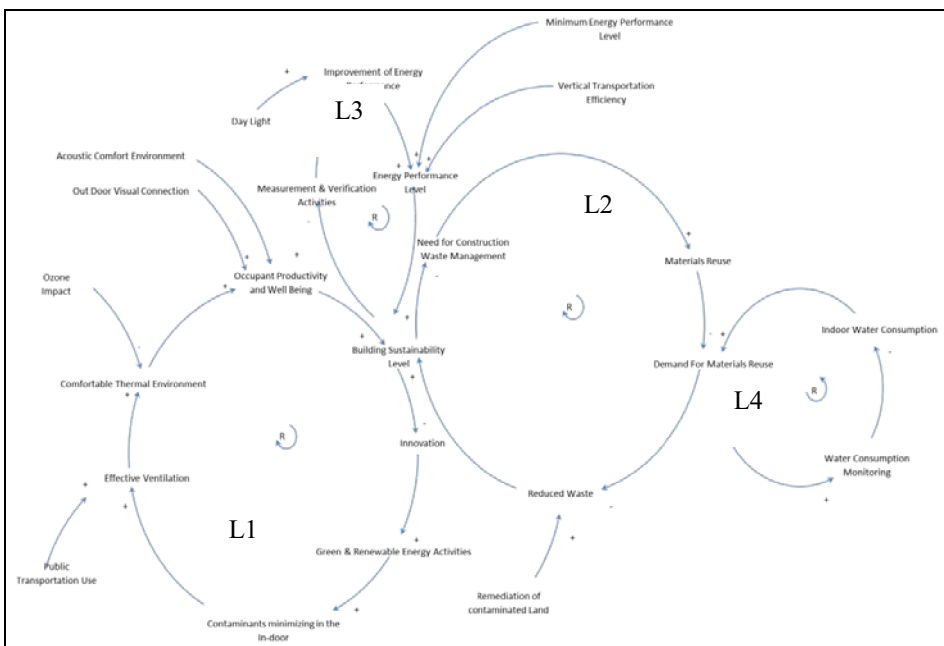 Minimum Energy Performance
Level
Improvement of Energy
L3
Vertical Transportation
Efficiency
Day Light
Acoustic Comfort Environment
Out Door Visual Connection
Measurement & Verification
Activities
Energy Performance
Level
R
L2
Need for Construction
Waste Management
Materials Reuse
Ozone
Impact
Occupant Productivity
and Well Being
R
Indoor Water Consumption
Building Sustainability
Level
Demand For Materials Reuse
Comfortable Thermal Environment
L4
R
R
Innovation
Water Consumption
Monitoring
Effective Ventilation
Reduced Waste
L1
Green & Renewable Energy Activities
Public
Transportation Use
Remediation of
contaminated Land
Contaminants minimizing in the
In-door